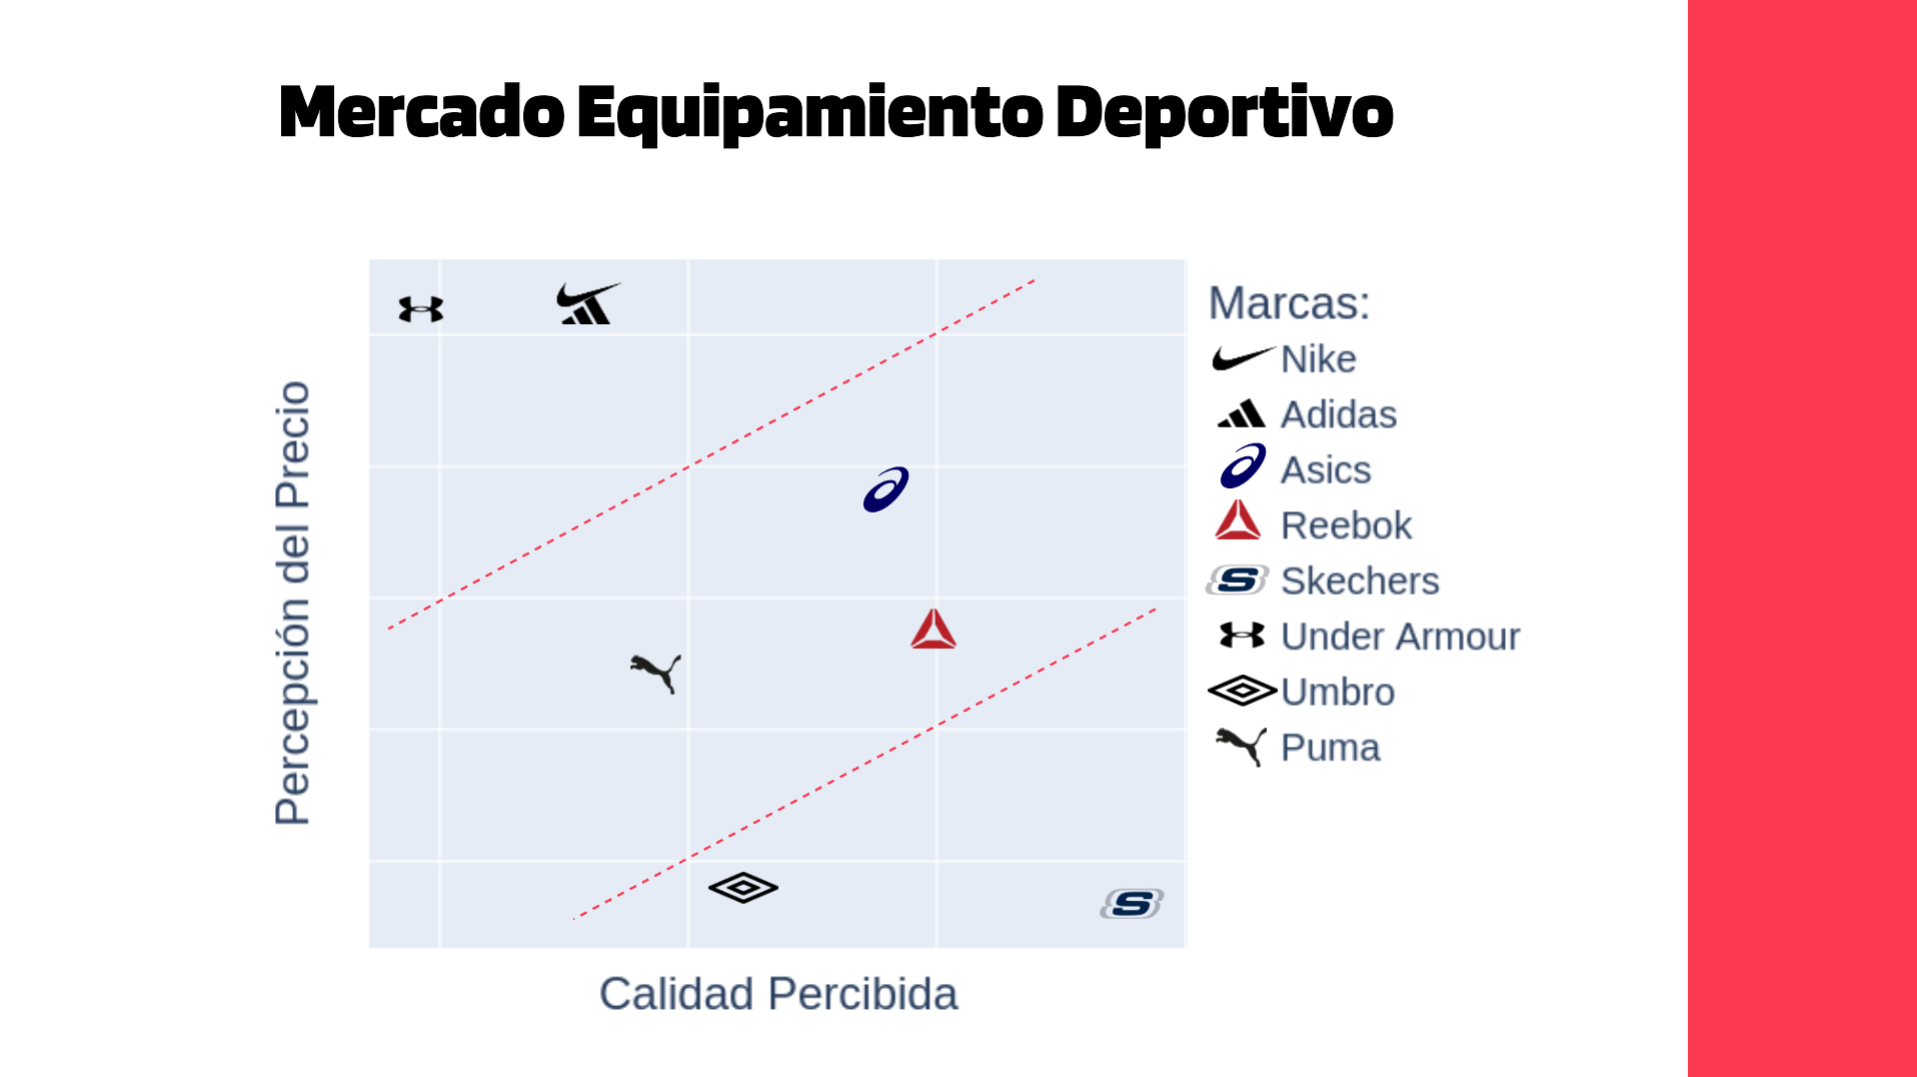 Mercado Equipamiento Deportivo
Percepción del Precio
Marcas:
Nike
Adidas
Asics
Reebok
S Skechers
Under Armour
Umbro
Puma
S
Calidad Percibida